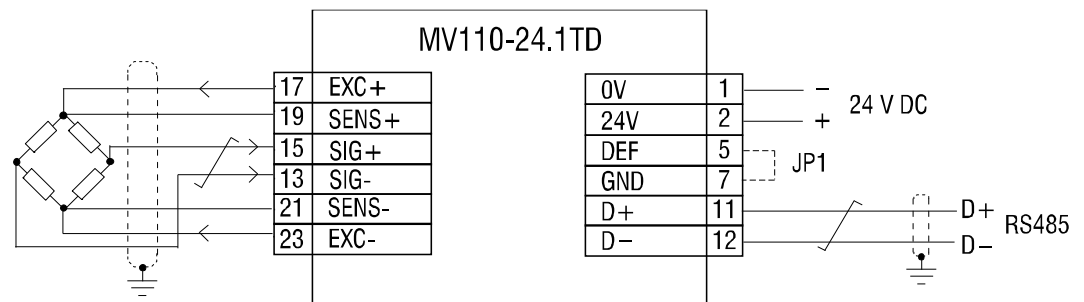 MV110-24.1TD
17 EXC+
19 SENS+
15 SIG+
13 SIG-
21 SENS-
23 EXC-
0V 1 −
24V 2 +
24 V DC
DEF 5
GND 7
JP1
D+ 11 D+
D− 12 D−
RS485